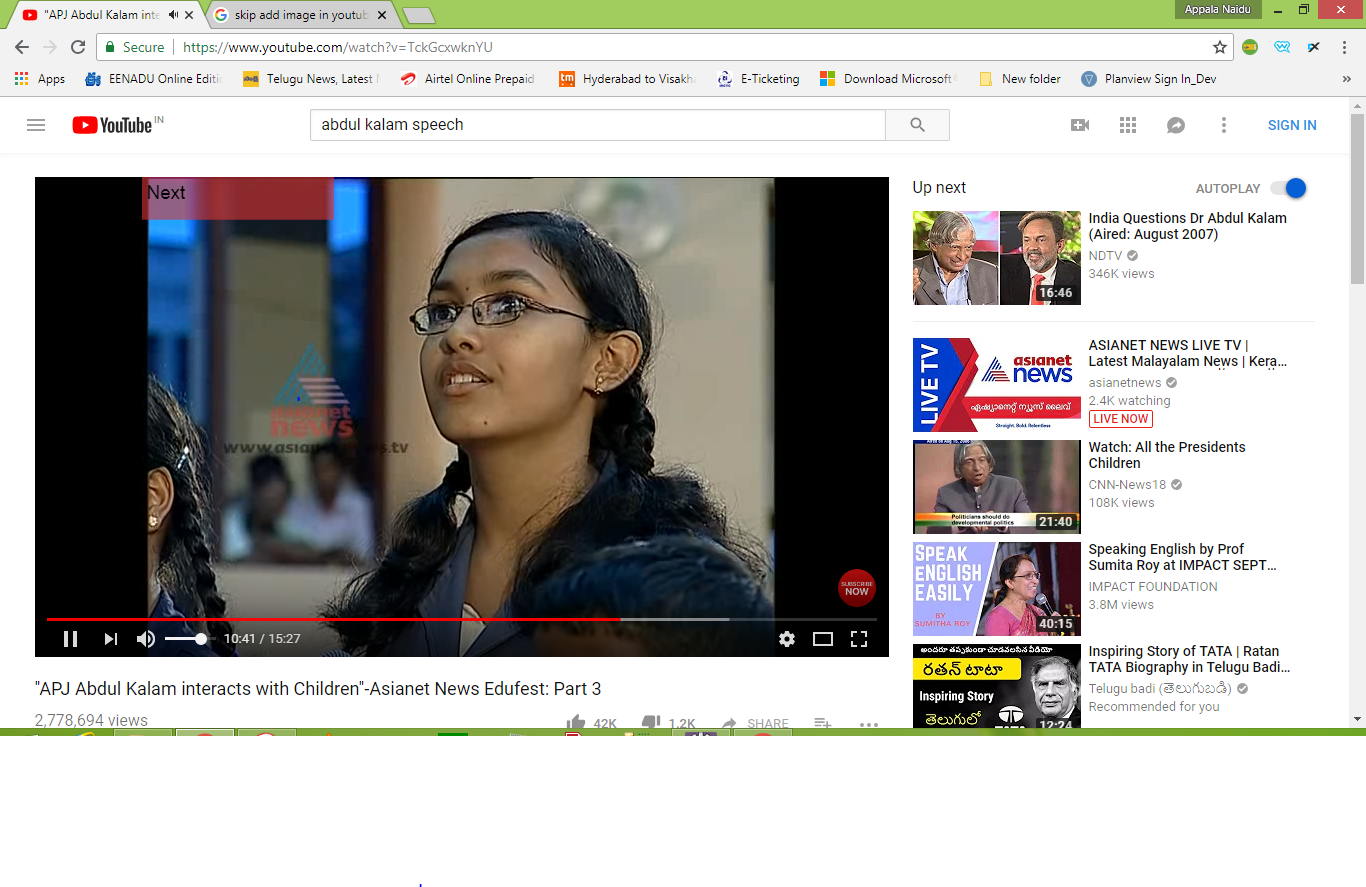 "APJ Abdul Kalam inte
skip add image in youtub
Appala Naidu
Secure
https://www.youtube.com/watch?v=TckGcxwknYU
Apps
EENADU Online Editi
Telugu News, Latest
Airtel Online Prepaid
Hyderabad to Visakha
E-Ticketing
Download Microsoft
New folder
Planview Sign In_Dev
»
YouTube IN
abdul kalam speech
SIGN IN
Next
asianet
news
www.asianetnews.tv
SUBSCRIBE
NOW
10:41 / 15:27
"APJ Abdul Kalam interacts with Children"-Asianet News Edufest: Part 3
2,778,694 views
42K
1.2K
SHARE
Up next
AUTOPLAY
16:46
India Questions Dr Abdul Kalam
(Aired: August 2007)
NDTV
346K views
LIVE TV
asianet
news
ഏഷ്യാനെറ്റ് ന്യൂസ് ലൈവ്
Straight. Bold. Relentless
ASIANET NEWS LIVE TV |
Latest Malayalam News | Kera...
asianetnews
2.4K watching
LIVE NOW
Politicians should do
developmental politics
21:40
Watch: All the Presidents
Children
CNN-News18
108K views
SPEAK
ENGLISH
EASILY
BY
SUMITHA ROY
40:15
Speaking English by Prof
Sumita Roy at IMPACT SEPT...
IMPACT FOUNDATION
3.8M views
అందరూ తప్పకుండా చూడవలసిన వీడియో
రతన్ టాటా
Inspiring Story
తెలుగులో
TATA
12:24
Inspiring Story of TATA | Ratan
TATA Biography in Telugu Badi...
Telugu badi (తెలుగుబడి)
Recommended for you